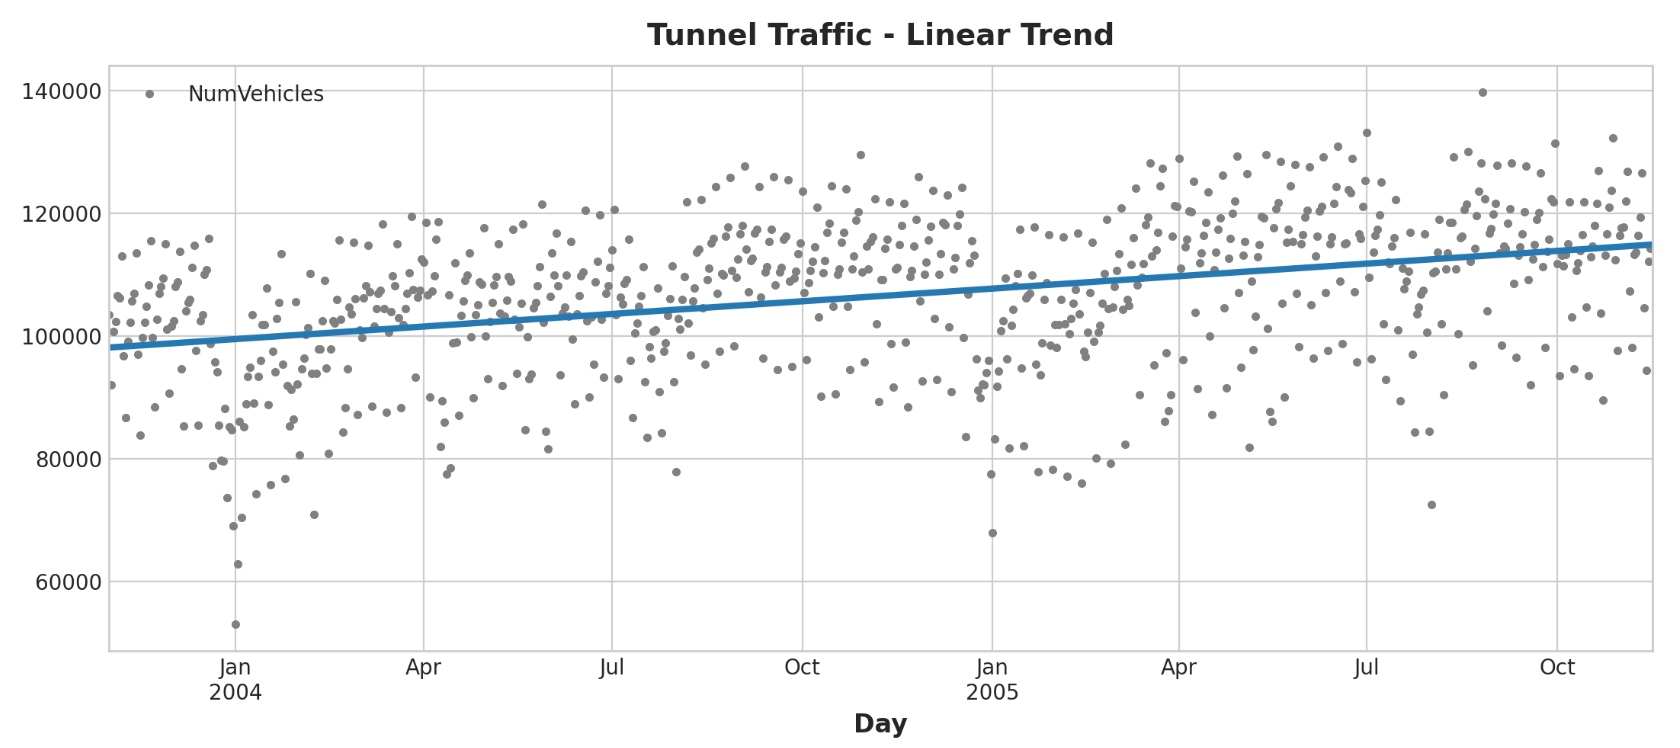 Tunnel Traffic - Linear Trend
140000
NumVehicles
120000
100000
80000
60000
Jan Apr Jul Oct Jan Apr Jul Oct
2004 2005
Day